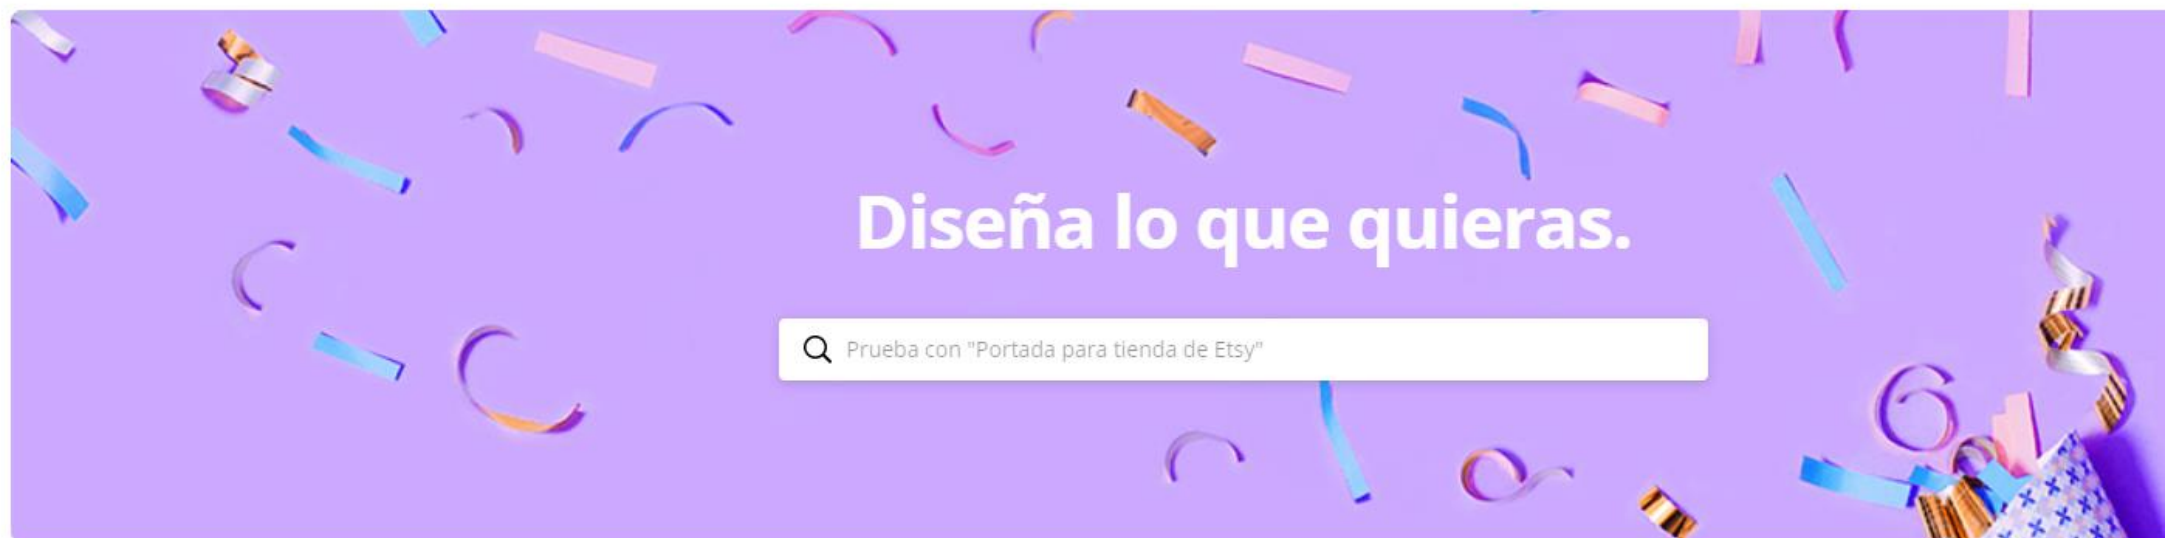 Diseña lo que quieras.
Prueba con "Portada para tienda de Etsy"